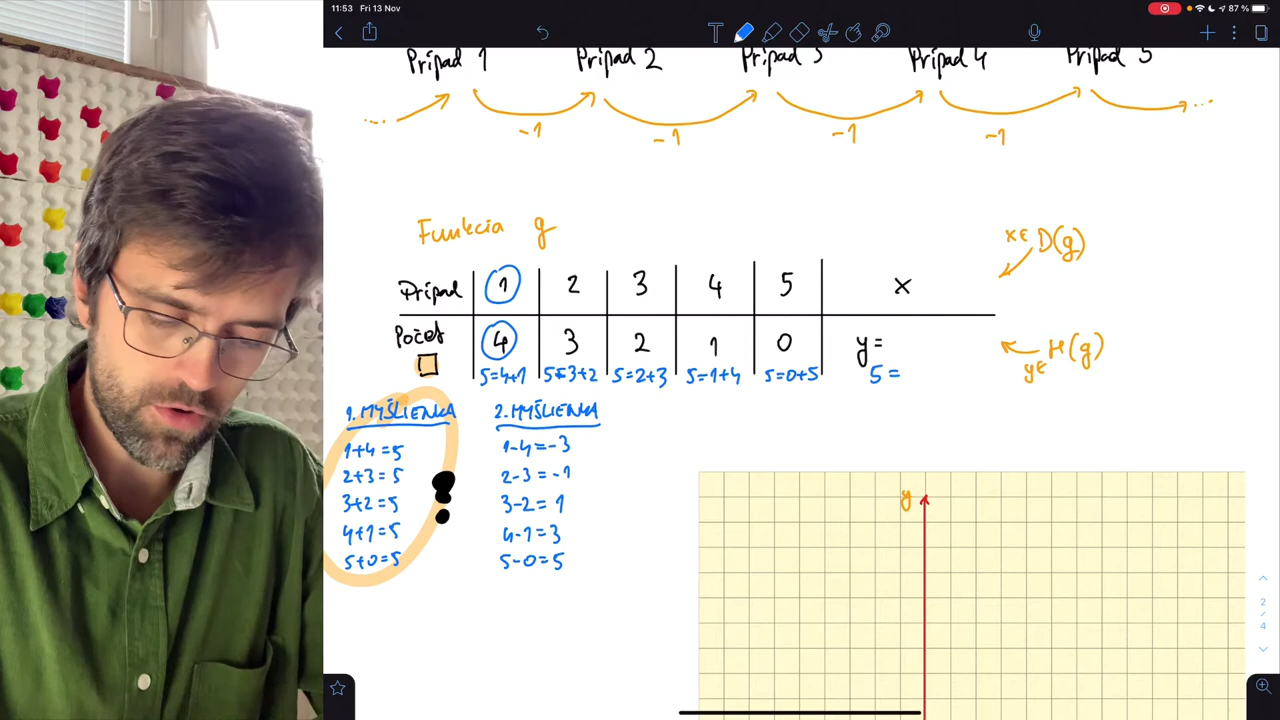 11:53 Fri 13 Nov
87 %
T
Prípad 1 Prípad 2 Prípad 3 Prípad 4 Prípad 5
... -1 -1 -1 -1 ...
Funkcia g
x∈ D(g)
Prípad 1 2 3 4 5 x
Počet 4 3 2 1 0 y=
y∈ H(g)
5=4+1 5=3+2 5=2+3 5=1+4 5=0+5 5=
1. MYŠLIENKA
1+4=5
2+3=5
3+2=5
4+1=5
5+0=5
2. MYŠLIENKA
1-4=-3
2-3=-1
3-2=1
4-1=3
5-0=5
y
2
/
4